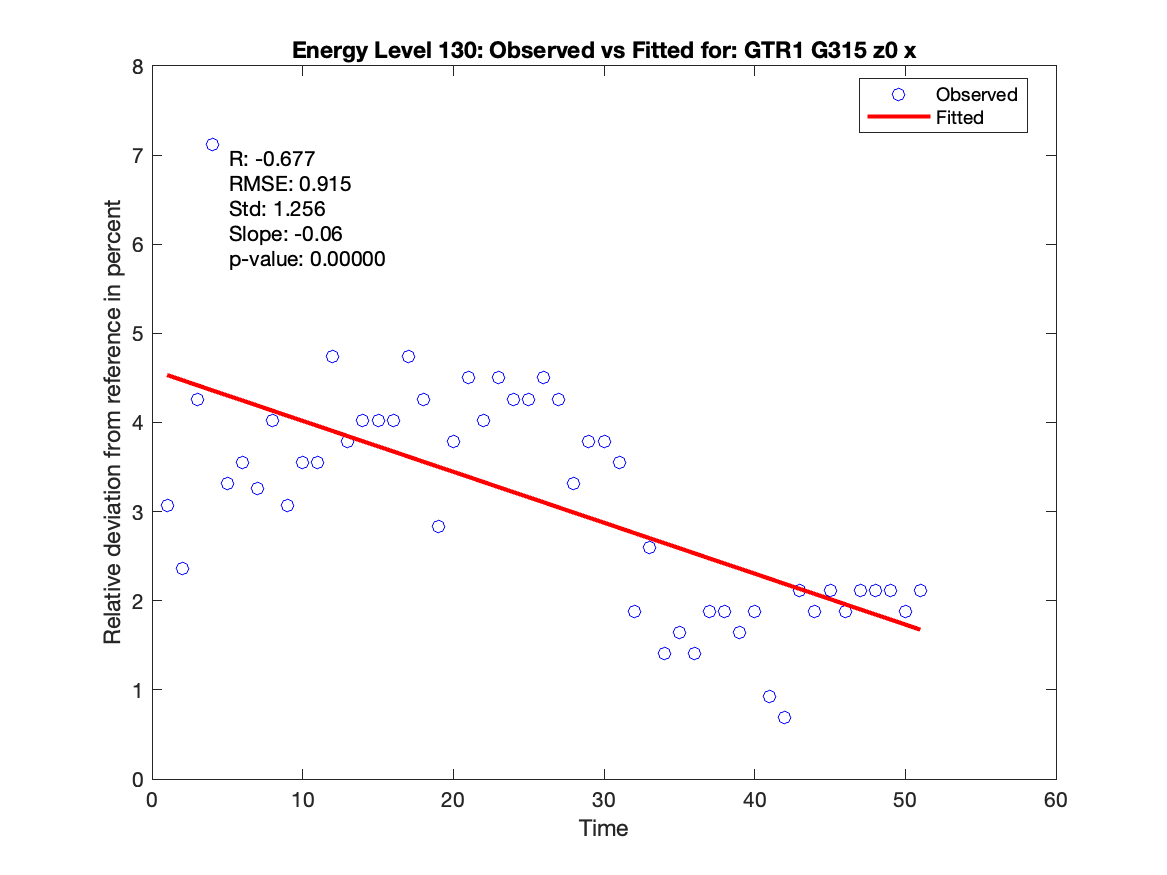 Energy Level 130: Observed vs Fitted for: GTR1 G315 z0 x
Observed
Fitted
R: -0.677
RMSE: 0.915
Std: 1.256
Slope: -0.06
p-value: 0.00000
Relative deviation from reference in percent
8
7
6
5
4
3
2
1
0
0 10 20 30 40 50 60
Time